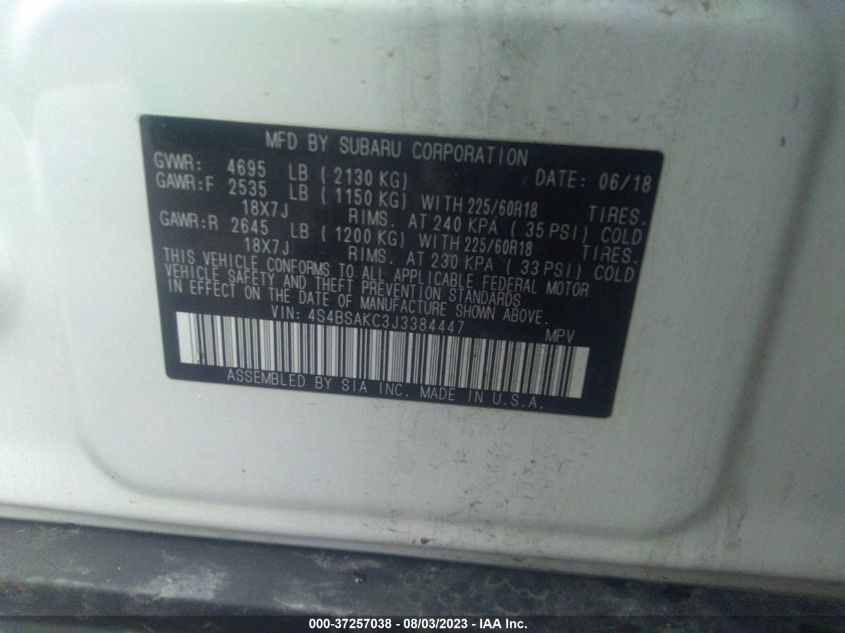 MFD BY SUBARU CORPORATION
GVWR: 4695 LB ( 2130 KG) DATE: 06/18
GAWR:F 2535 LB ( 1150 KG) WITH 225/60R18 TIRES.
18X7J RIMS. AT 240 KPA ( 35 PSI) COLD
GAWR:R 2645 LB ( 1200 KG) WITH 225/60R18 TIRES.
18X7J RIMS. AT 230 KPA ( 33 PSI) COLD
THIS VEHICLE CONFORMS TO ALL APPLICABLE FEDERAL MOTOR
VEHICLE SAFETY AND THEFT PREVENTION STANDARDS
IN EFFECT ON THE DATE OF MANUFACTURE SHOWN ABOVE.
VIN: 4S4BSAKC3J3384447 MPV
ASSEMBLED BY SIA INC. MADE IN U.S.A.
000-37257038 - 08/03/2023 - IAA Inc.